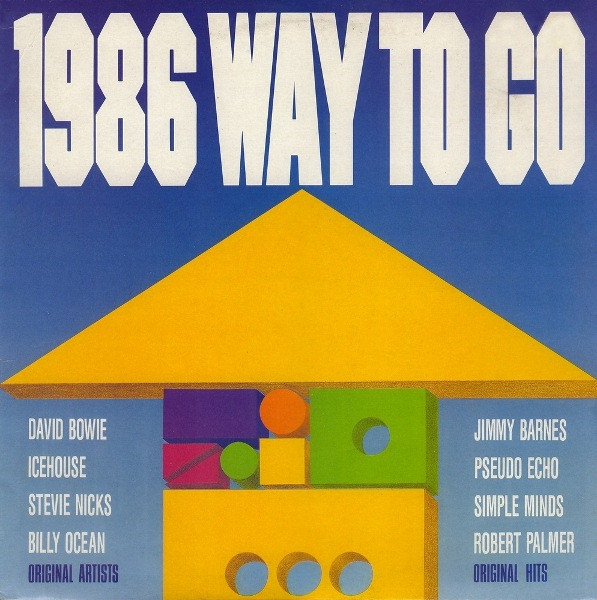 1986 WAY TO GO
DAVID BOWIE
ICEHOUSE
STEVIE NICKS
BILLY OCEAN
ORIGINAL ARTISTS
JIMMY BARNES
PSEUDO ECHO
SIMPLE MINDS
ROBERT PALMER
ORIGINAL HITS